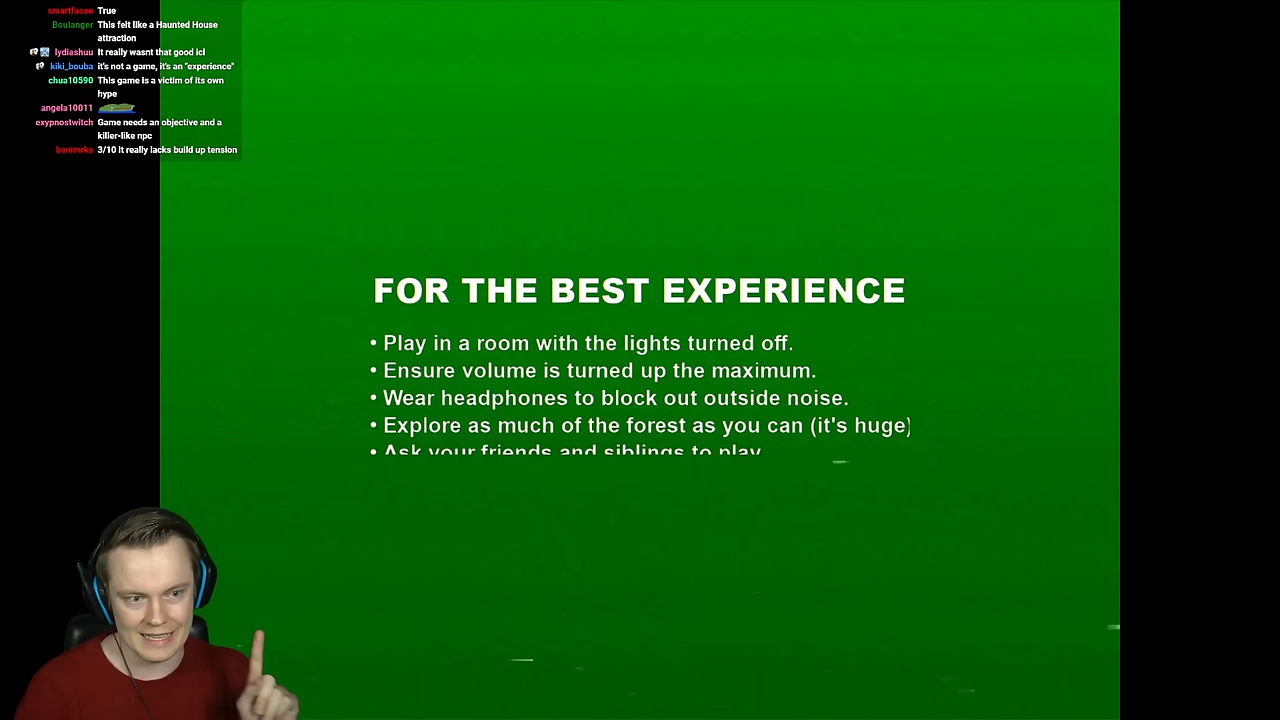 smartfacee True
Boulanger This felt like a Haunted House
attraction
lydiashuu It really wasnt that good icl
kiki_bouba it's not a game, it's an "experience"
chua10590 This game is a victim of its own
hype
angela10011
exypnostwitch Game needs an objective and a
killer-like npc
banimrks 3/10 It really lacks build up tension
FOR THE BEST EXPERIENCE
• Play in a room with the lights turned off.
• Ensure volume is turned up the maximum.
• Wear headphones to block out outside noise.
• Explore as much of the forest as you can (it's huge)
• Ask your friends and siblings to play